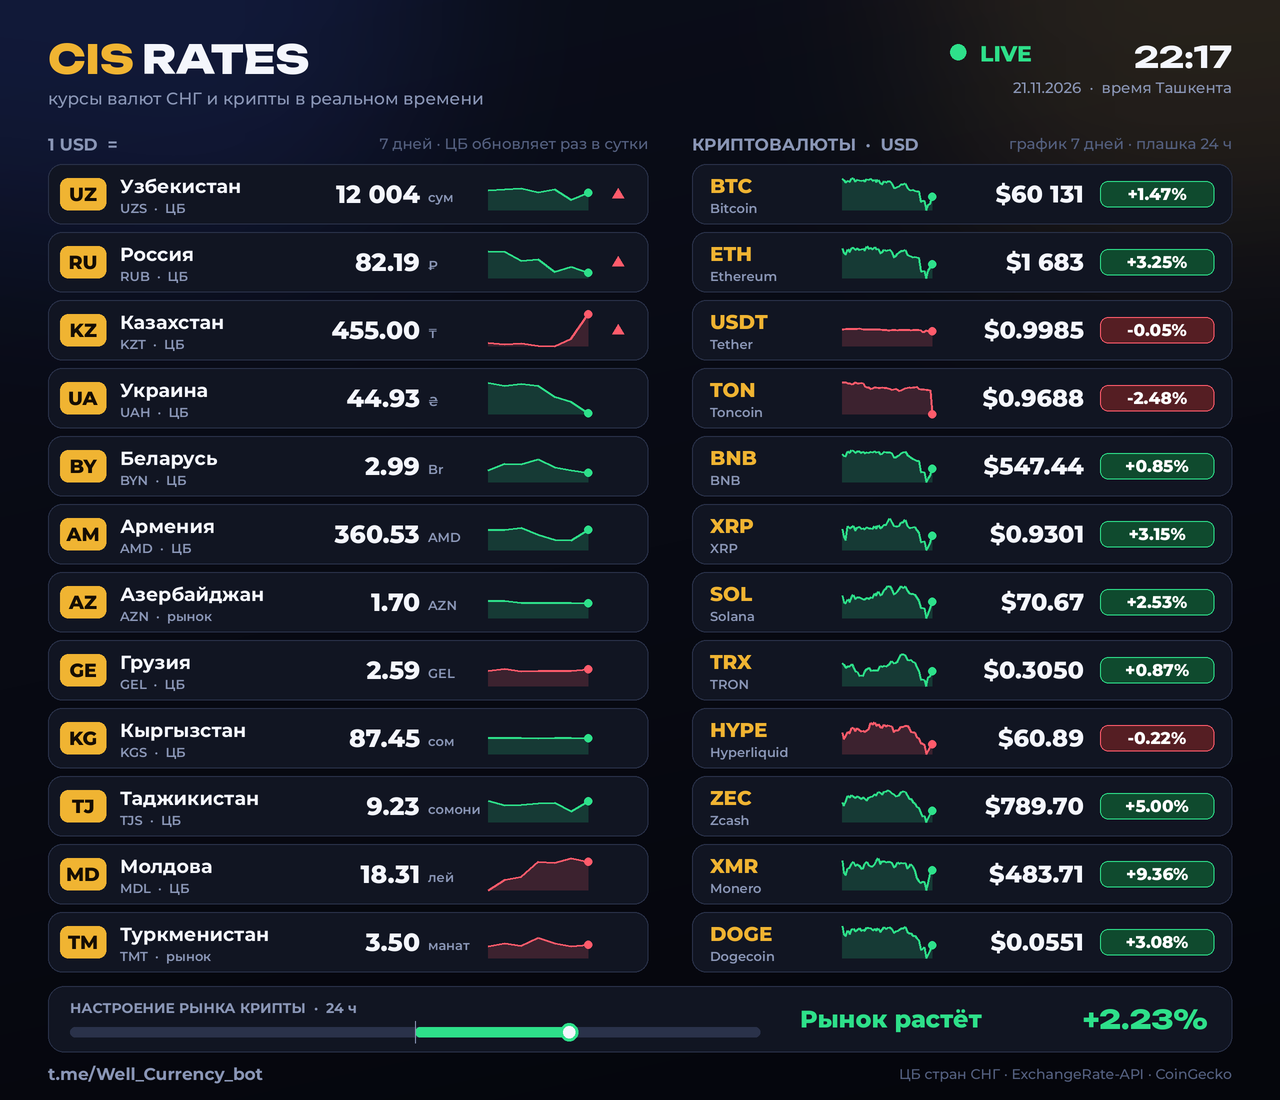 CIS RATES
курсы валют СНГ и крипты в реальном времени
LIVE
22:17
21.11.2026 · время Ташкента
1 USD =
7 дней · ЦБ обновляет раз в сутки
UZ Узбекистан 12 004 сум
UZS · ЦБ
RU Россия 82.19 ₽
RUB · ЦБ
KZ Казахстан 455.00 ₸
KZT · ЦБ
UA Украина 44.93 ₴
UAH · ЦБ
BY Беларусь 2.99 Br
BYN · ЦБ
AM Армения 360.53 AMD
AMD · ЦБ
AZ Азербайджан 1.70 AZN
AZN · рынок
GE Грузия 2.59 GEL
GEL · ЦБ
KG Кыргызстан 87.45 сом
KGS · ЦБ
TJ Таджикистан 9.23 сомони
TJS · ЦБ
MD Молдова 18.31 лей
MDL · ЦБ
TM Туркменистан 3.50 манат
TMT · рынок
КРИПТОВАЛЮТЫ · USD
график 7 дней · плашка 24 ч
BTC $60 131 +1.47%
Bitcoin
ETH $1 683 +3.25%
Ethereum
USDT $0.9985 -0.05%
Tether
TON $0.9688 -2.48%
Toncoin
BNB $547.44 +0.85%
BNB
XRP $0.9301 +3.15%
XRP
SOL $70.67 +2.53%
Solana
TRX $0.3050 +0.87%
TRON
HYPE $60.89 -0.22%
Hyperliquid
ZEC $789.70 +5.00%
Zcash
XMR $483.71 +9.36%
Monero
DOGE $0.0551 +3.08%
Dogecoin
НАСТРОЕНИЕ РЫНКА КРИПТЫ · 24 ч
Рынок растёт +2.23%
t.me/Well_Currency_bot
ЦБ стран СНГ · ExchangeRate-API · CoinGecko